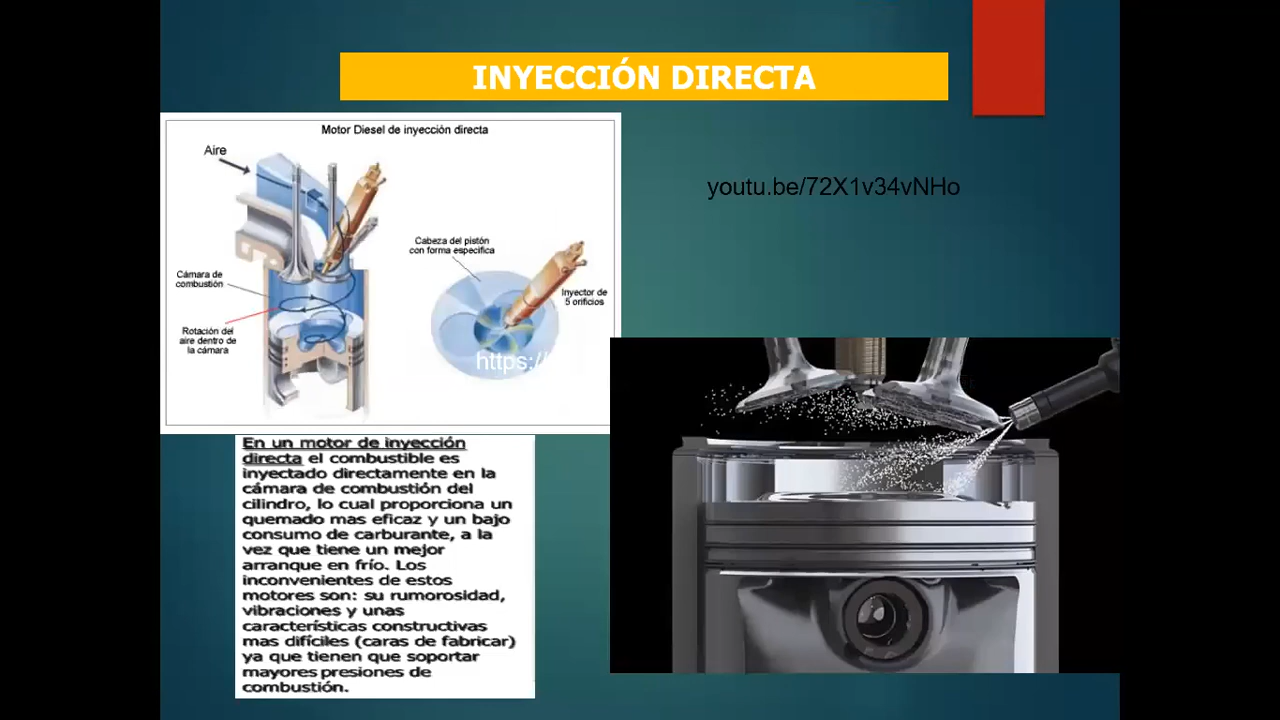 INYECCIÓN DIRECTA
Motor Diesel de inyección directa
Aire
Cámara de
combustión
Rotación del
aire dentro de
la cámara
Cabeza del pistón
con forma especifica
Inyector de
5 orificios
https:/
youtu.be/72X1v34vNHo
En un motor de inyección
directa el combustible es
inyectado directamente en la
cámara de combustión del
cilindro, lo cual proporciona un
quemado mas eficaz y un bajo
consumo de carburante, a la
vez que tiene un mejor
arranque en frío. Los
inconvenientes de estos
motores son: su rumorosidad,
vibraciones y unas
características constructivas
mas difíciles (caras de fabricar)
ya que tienen que soportar
mayores presiones de
combustión.